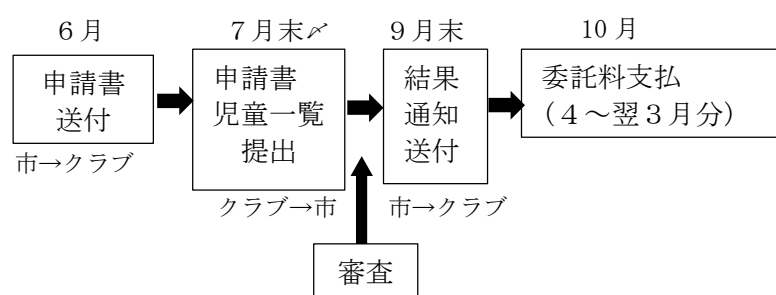 ６月
７月末〆
９月末
10 月
申請書
送付
申請書
児童一覧
提出
結果
通知
送付
委託料支払
（４～翌３月分）
市→クラブ
クラブ→市
市→クラブ
審査